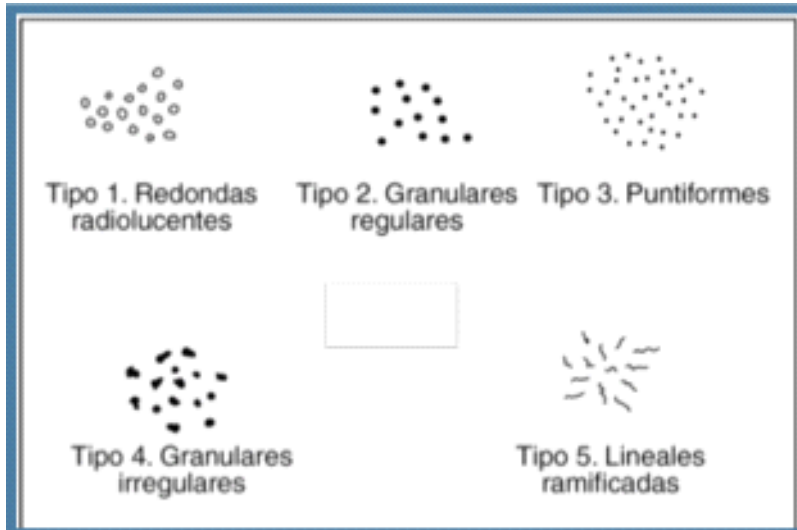 Tipo 1. Redondas
radiolucentes
Tipo 2. Granulares
regulares
Tipo 3. Puntiformes
Tipo 4. Granulares
irregulares
Tipo 5. Lineales
ramificadas